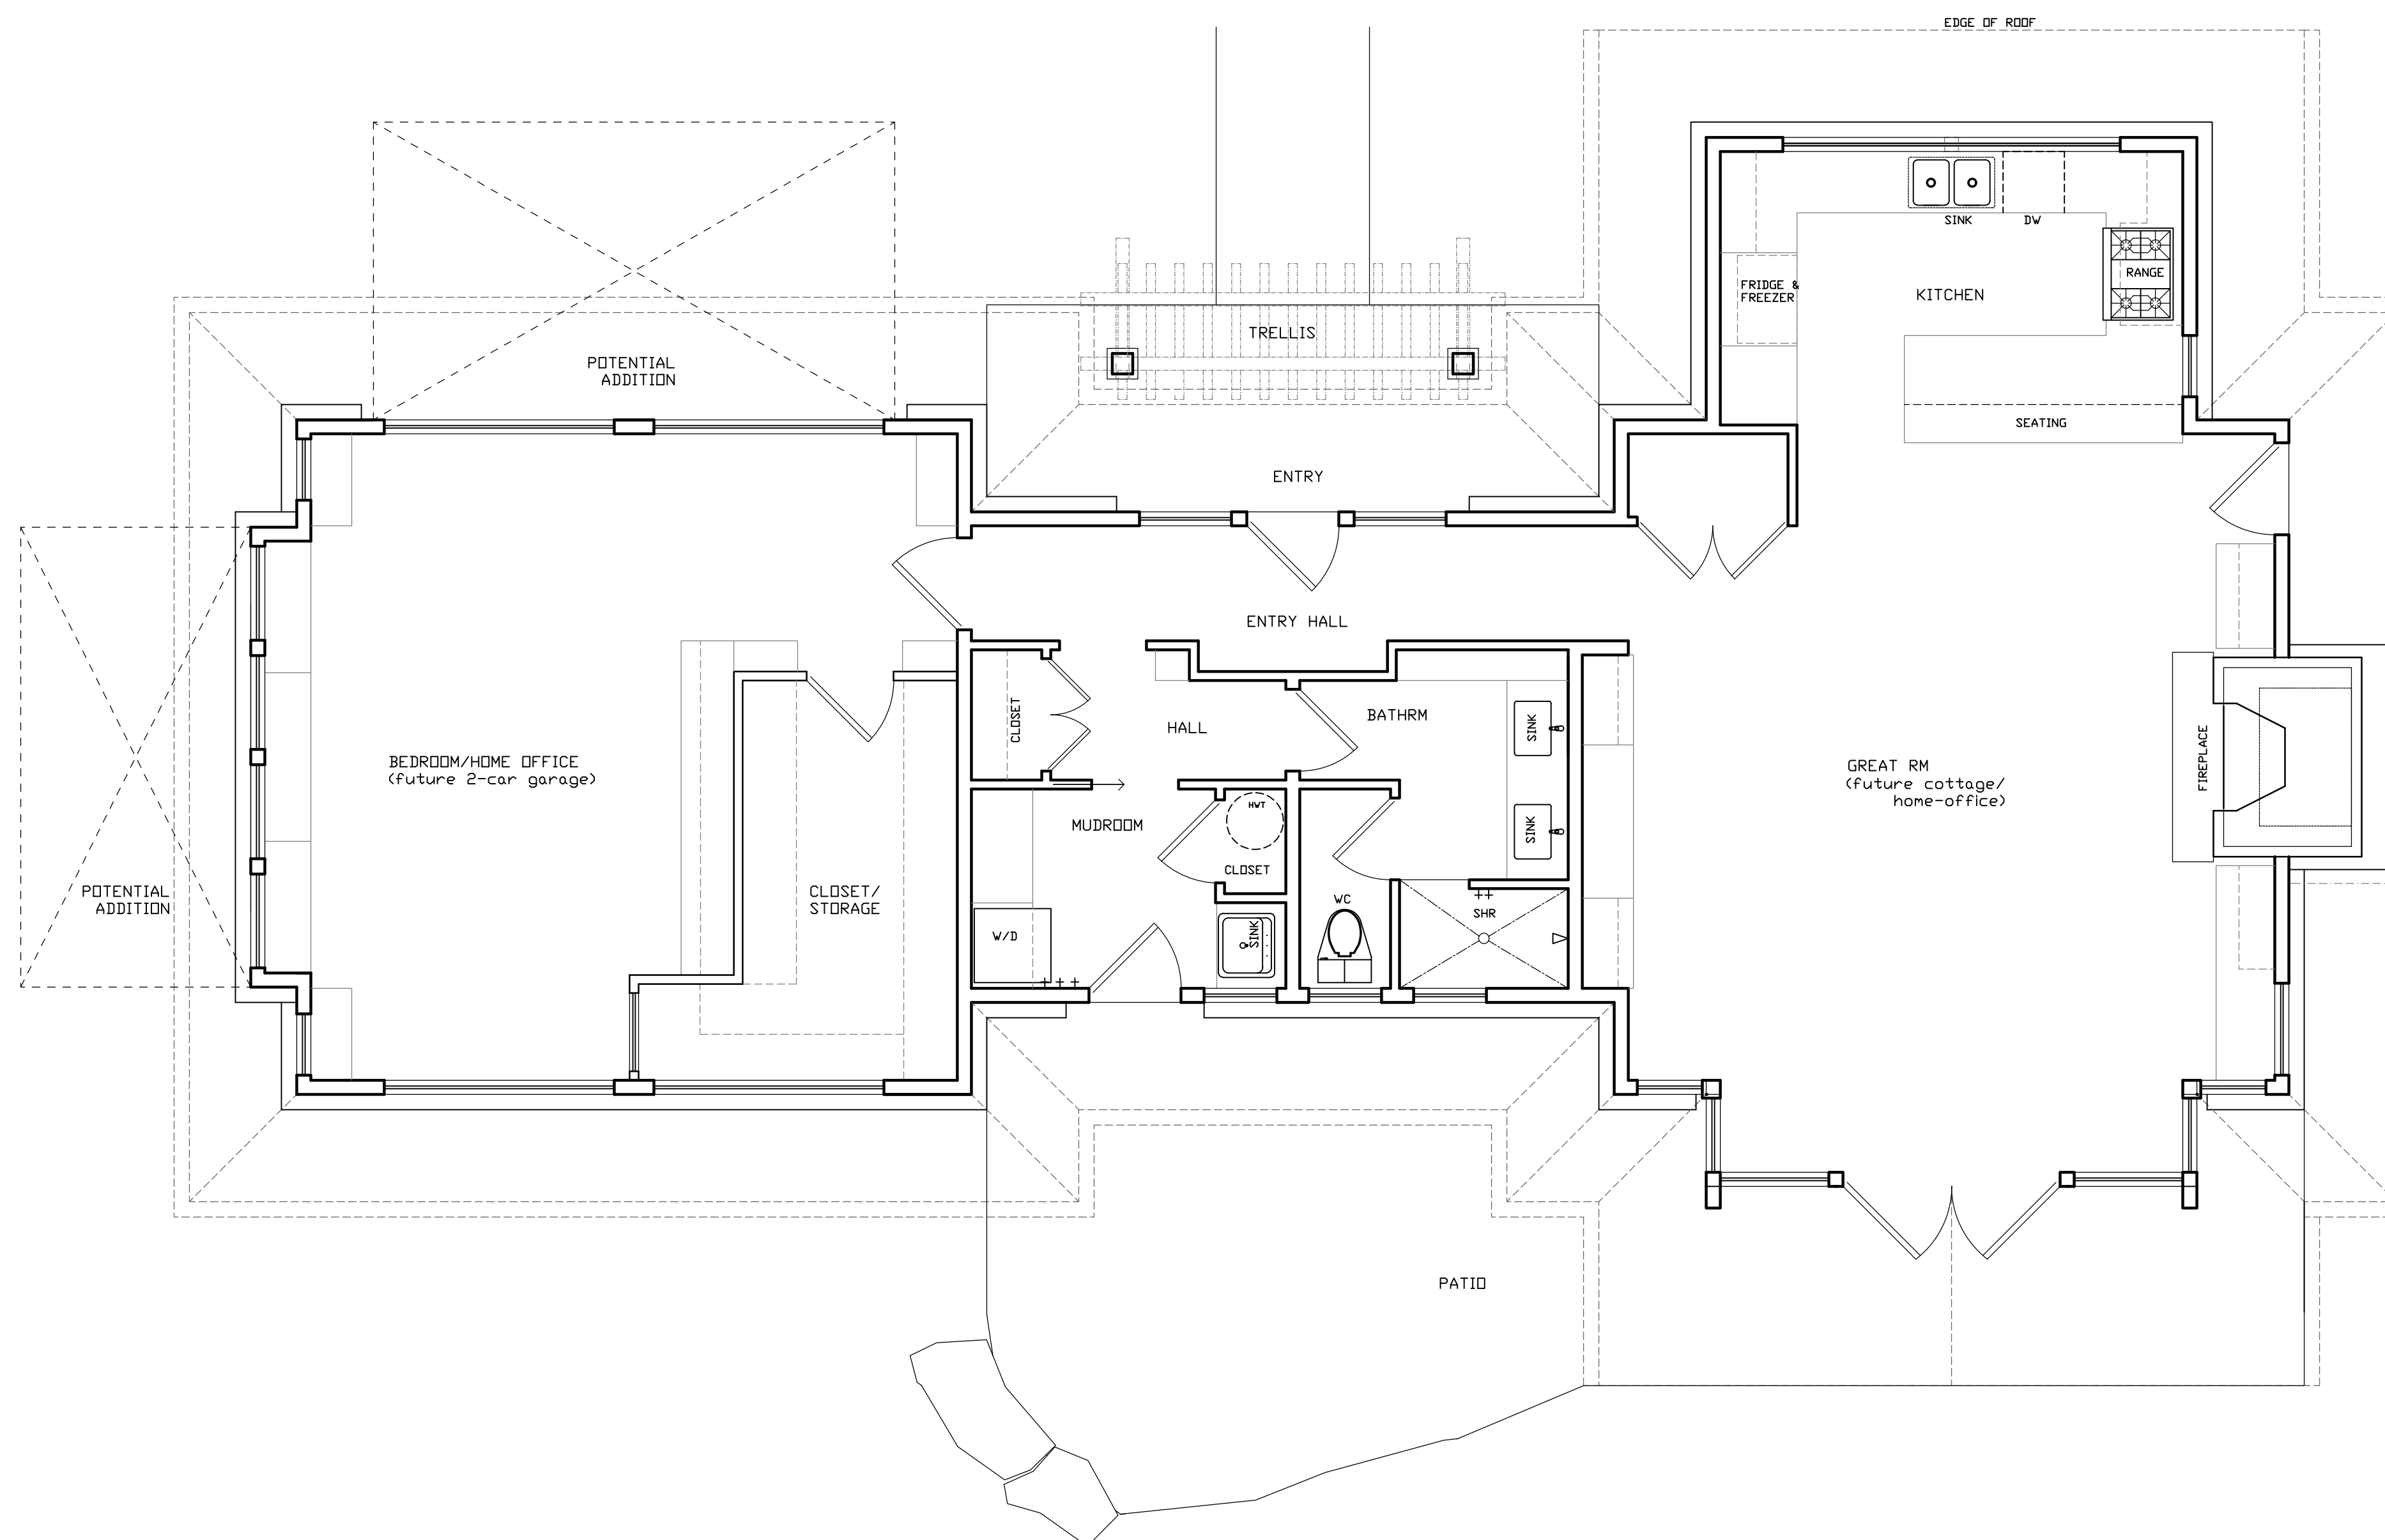 EDGE OF ROOF
SINK
DW
RANGE
FRIDGE &
FREEZER
KITCHEN
TRELLIS
POTENTIAL
ADDITION
SEATING
ENTRY
ENTRY HALL
CLOSET
HALL
BATHRM
SINK
BEDROOM/HOME OFFICE
(future 2-car garage)
GREAT RM
(future cottage/
home-office)
FIREPLACE
HWT
MUDROOM
SINK
CLOSET
POTENTIAL
ADDITION
CLOSET/
STORAGE
WC
SHR
W/D
SINK
PATIO